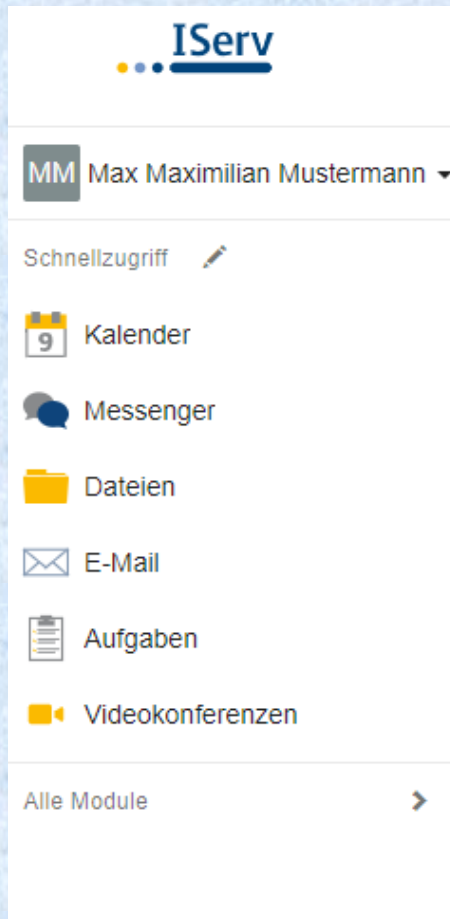 IServ
MM Max Maximilian Mustermann
Schnellzugriff
9 Kalender
Messenger
Dateien
E-Mail
Aufgaben
Videokonferenzen
Alle Module